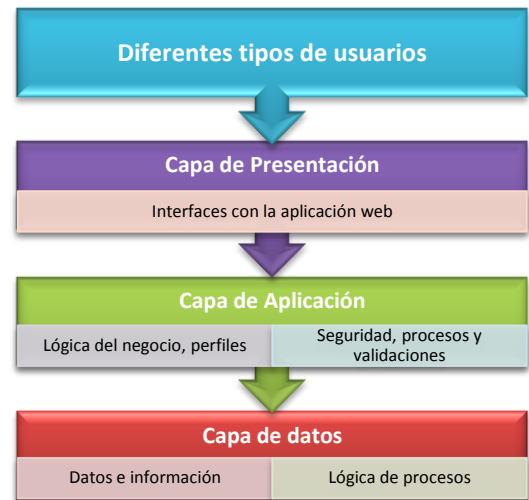 Diferentes tipos de usuarios
Capa de Presentación
Interfaces con la aplicación web
Capa de Aplicación
Lógica del negocio, perfiles
Seguridad, procesos y
validaciones
Capa de datos
Datos e información
Lógica de procesos